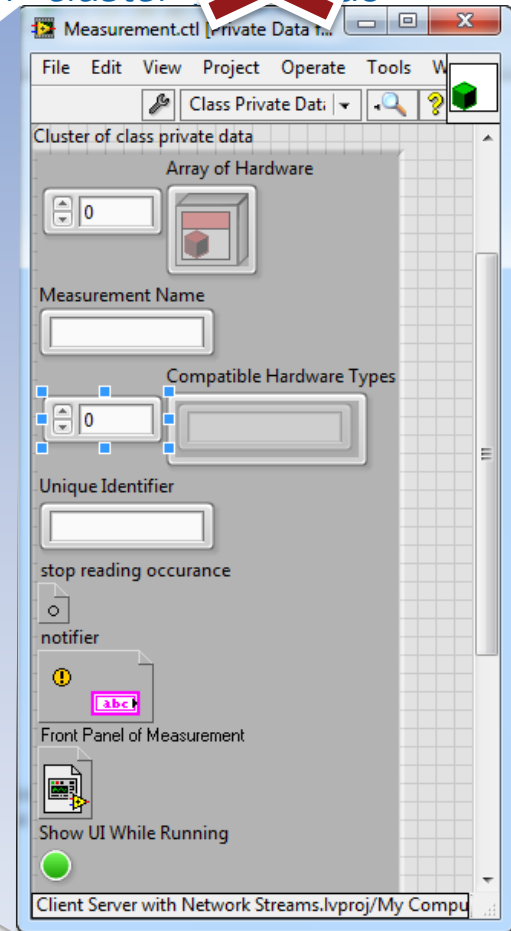 Measurement.ctl [Private Data f...
File Edit View Project Operate Tools W
Class Private Data
Cluster of class private data
Array of Hardware
0
Measurement Name
Compatible Hardware Types
0
Unique Identifier
stop reading occurance
notifier
abc
Front Panel of Measurement
Show UI While Running
Client Server with Network Streams.lvproj/My Compu